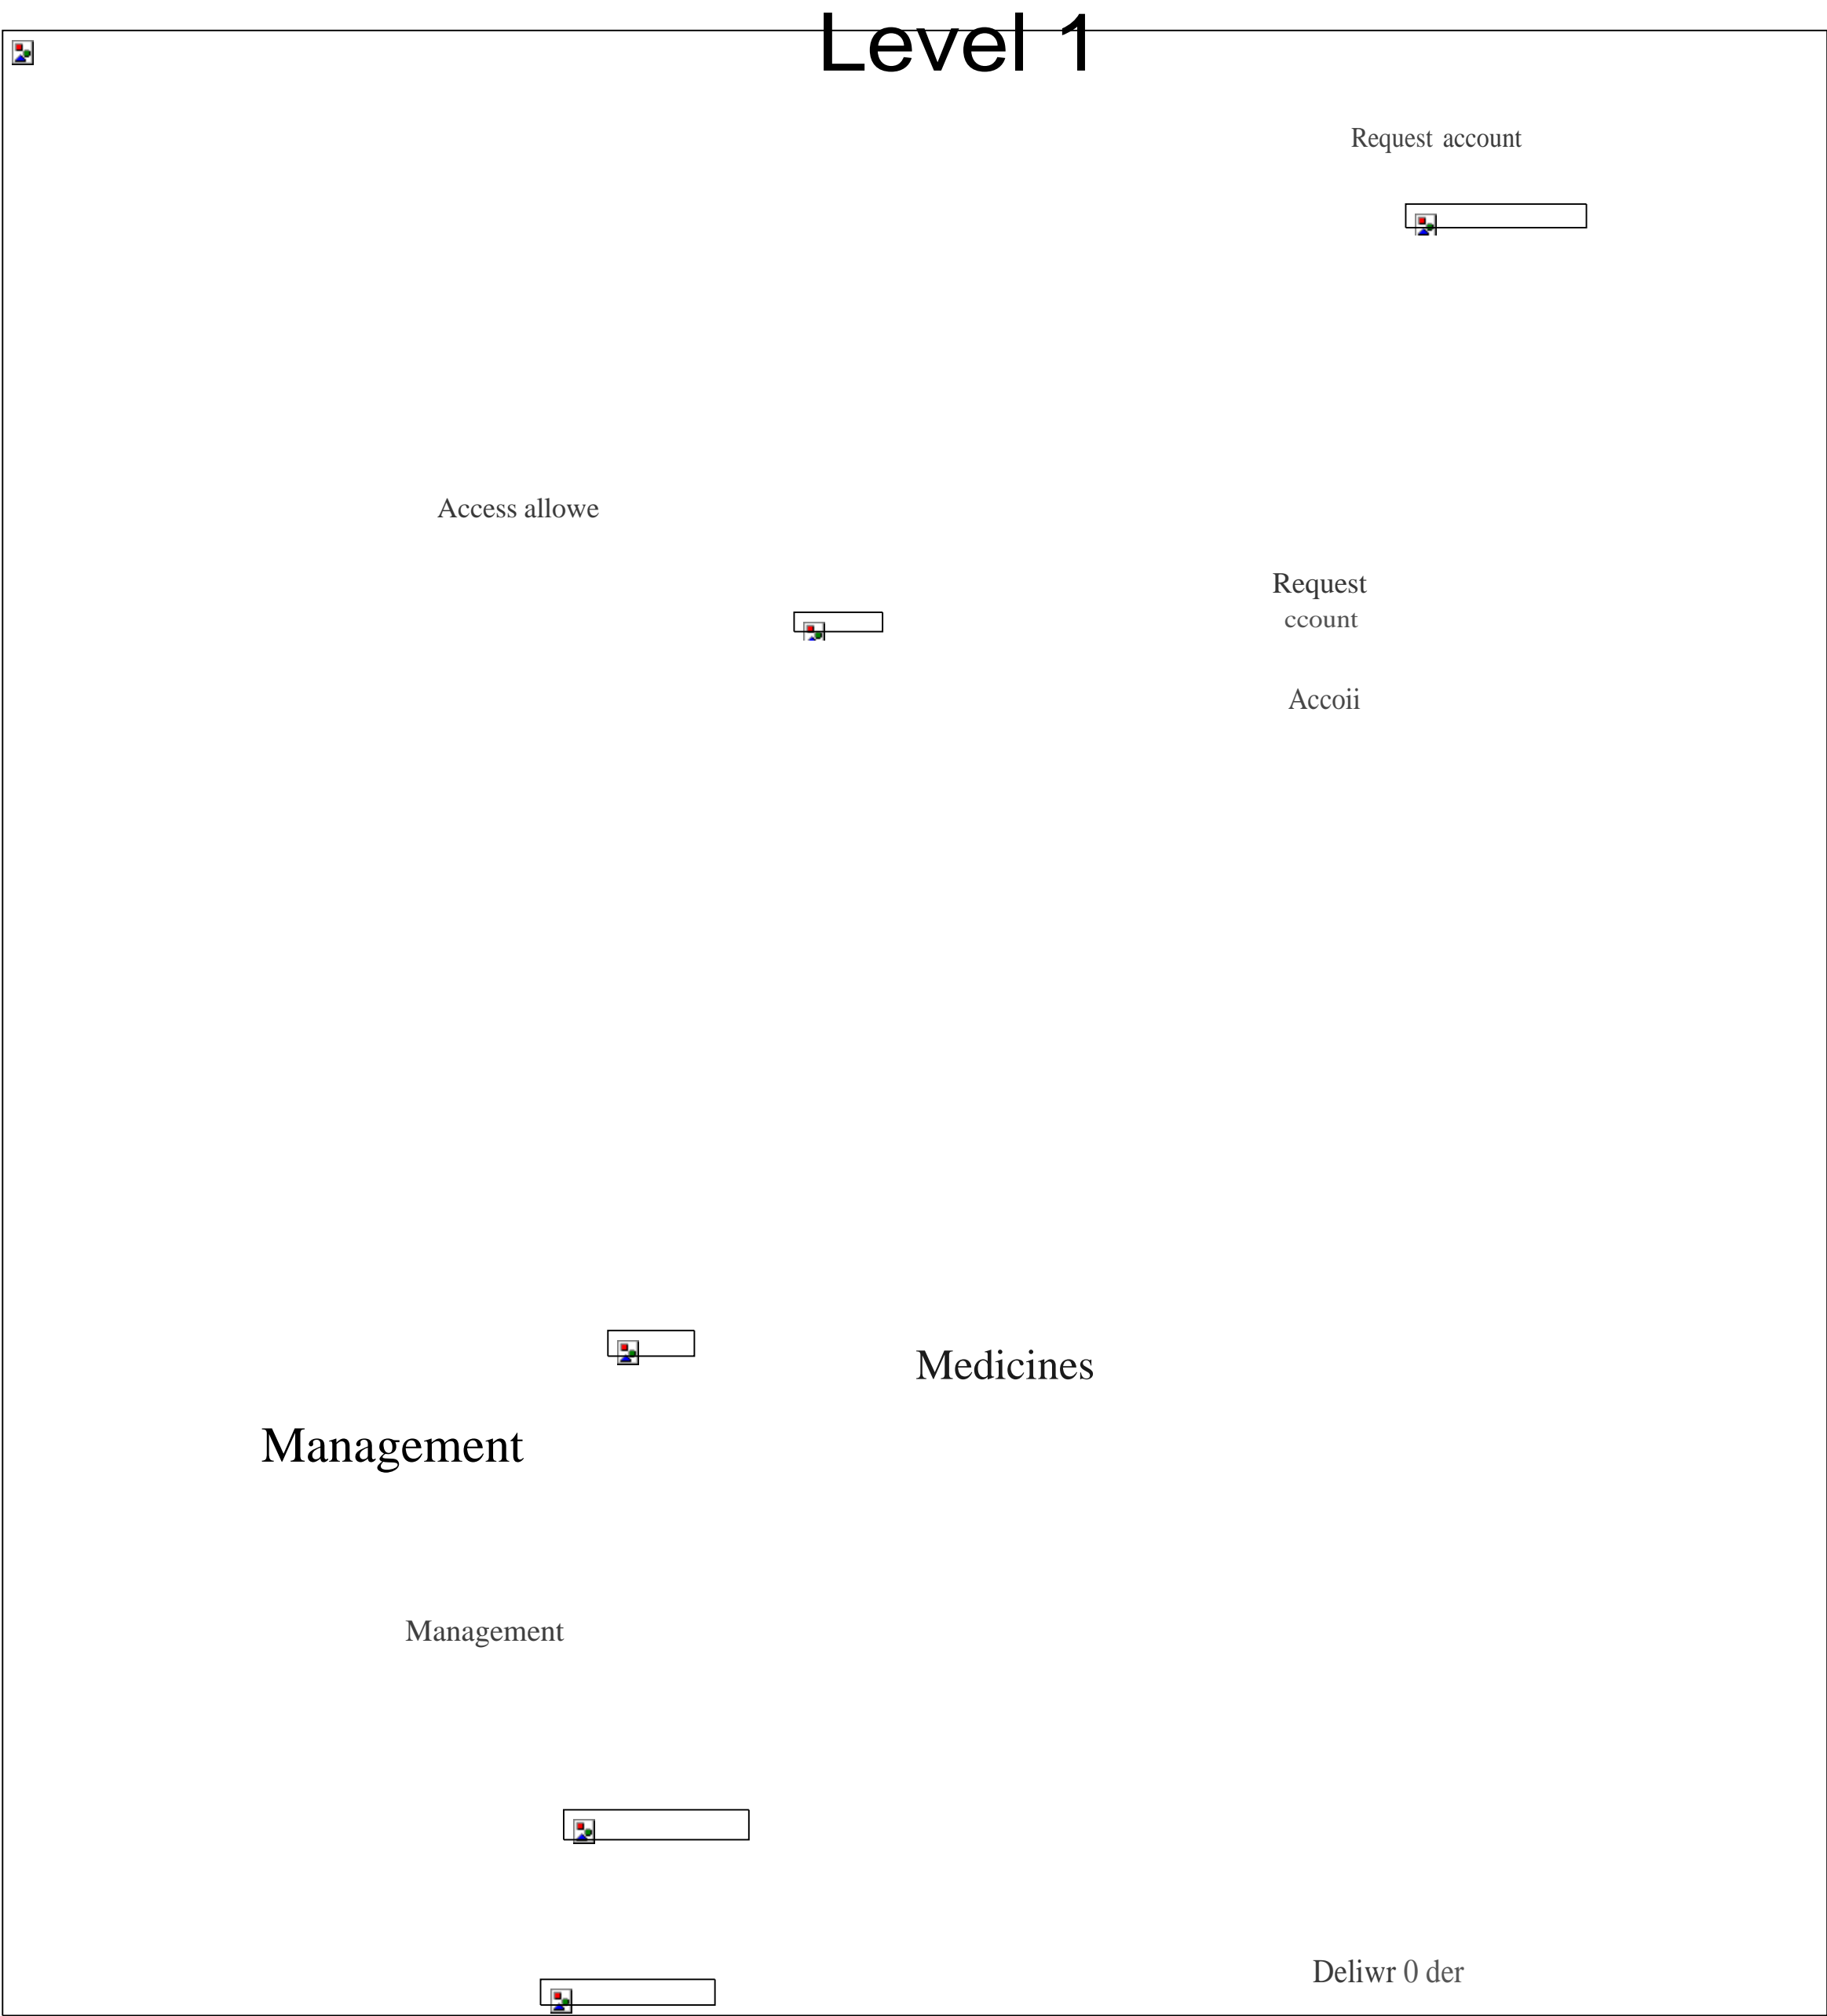 Level 1
Request account
Access allowe
Request
ccount
Accoii
Medicines
Management
Management
Deliwr 0 der